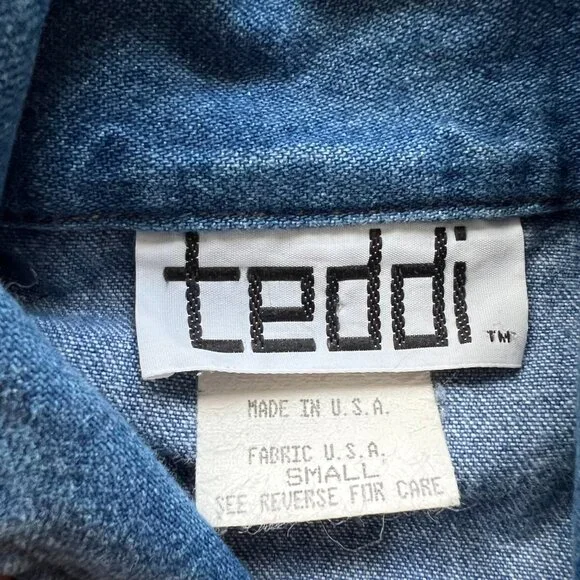 teddi TM
MADE IN U.S.A.
FABRIC U.S.A.
SMALL
SEE REVERSE FOR CARE